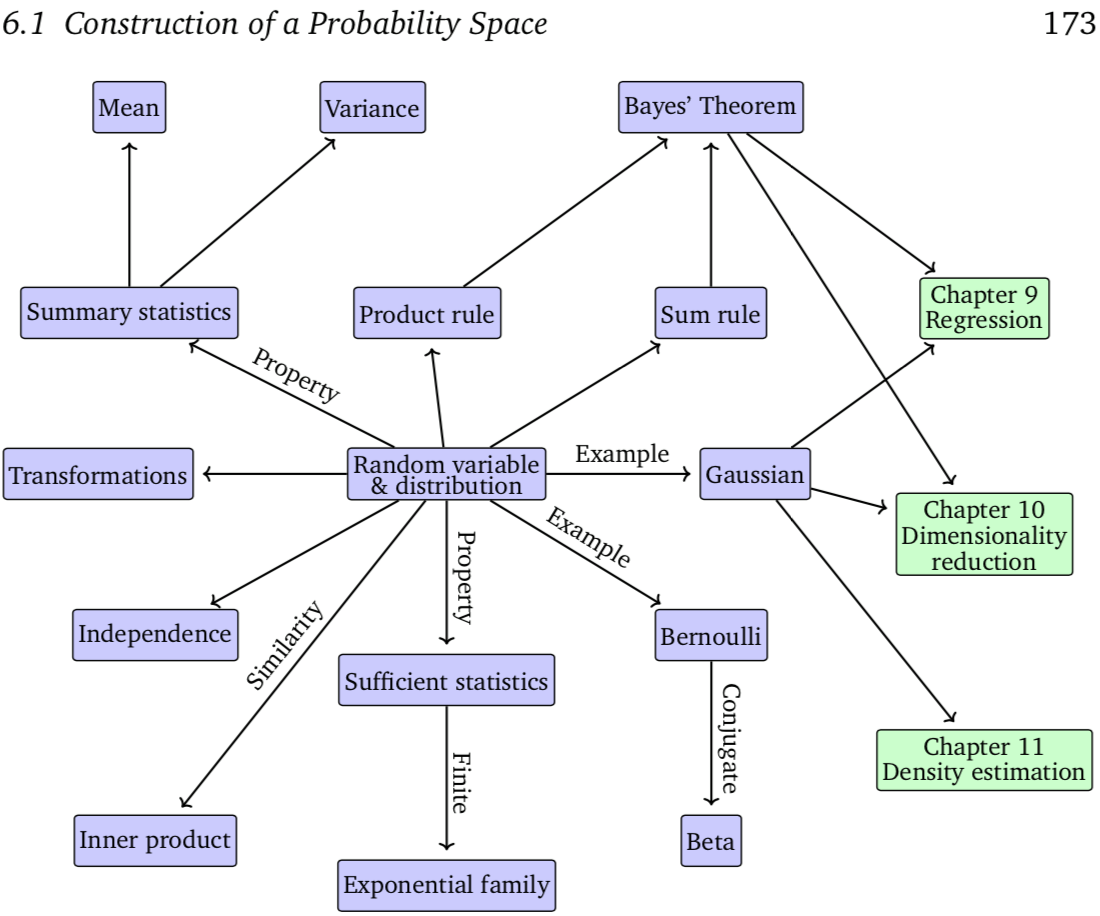 6.1 Construction of a Probability Space
173
Mean
Variance
Bayes’ Theorem
Summary statistics
Product rule
Sum rule
Chapter 9
Regression
Property
Transformations
Random variable
& distribution
Example
Gaussian
Chapter 10
Dimensionality
reduction
Example
Property
Independence
Similarity
Sufficient statistics
Bernoulli
Conjugate
Finite
Chapter 11
Density estimation
Inner product
Exponential family
Beta